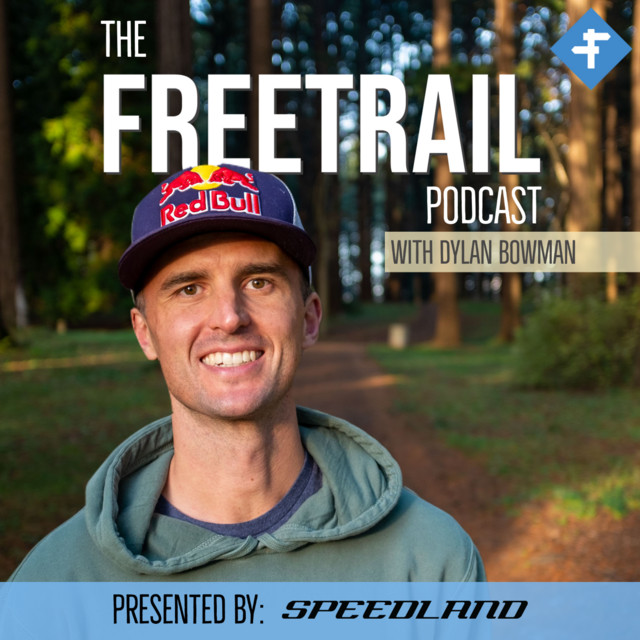 THE
FREETRAIL
PODCAST
WITH DYLAN BOWMAN
Red Bull
PRESENTED BY: SPEEDLAND